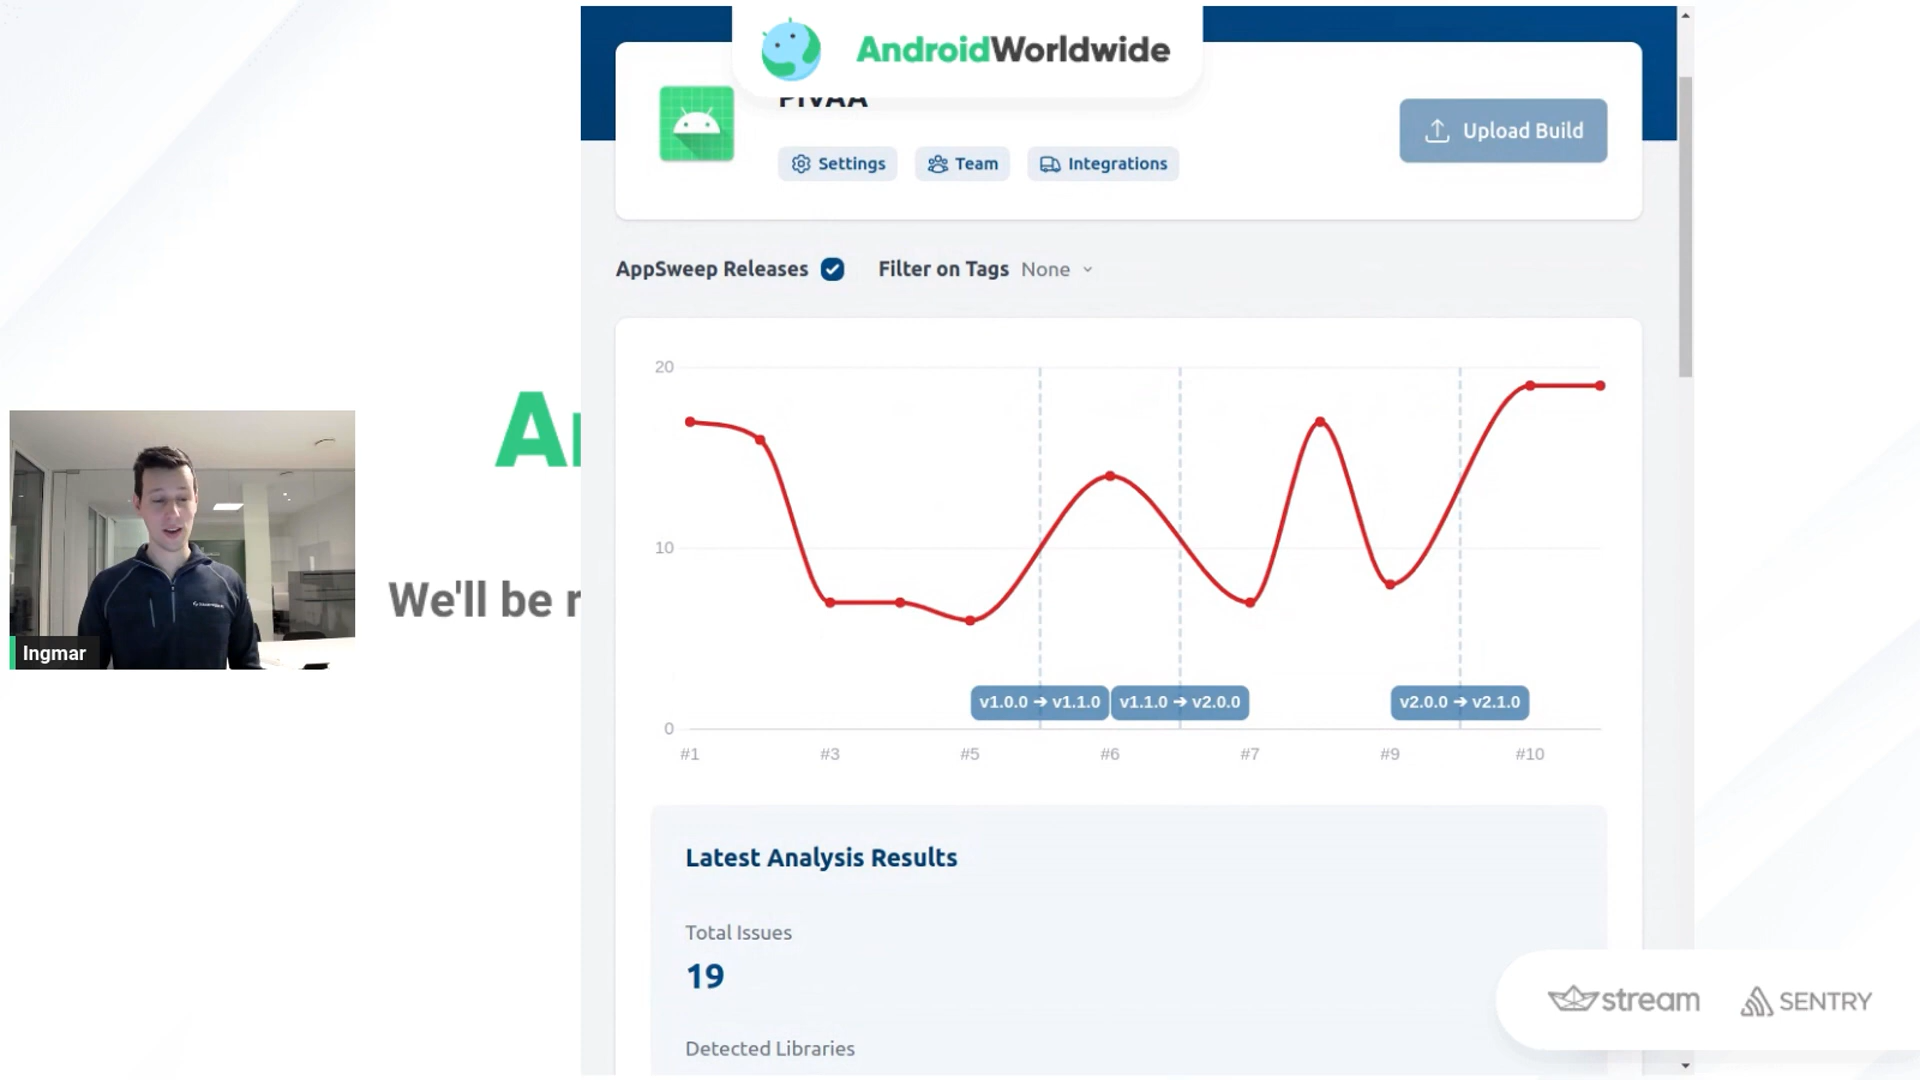 AndroidWorldwide
PIVAA
Settings
Team
Integrations
Upload Build
AppSweep Releases
Filter on Tags None
20
10
0
v1.0.0 → v1.1.0
v1.1.0 → v2.0.0
v2.0.0 → v2.1.0
#1 #3 #5 #6 #7 #9 #10
A
We'll be r
Ingmar
Latest Analysis Results
Total Issues
19
Detected Libraries
stream
SENTRY